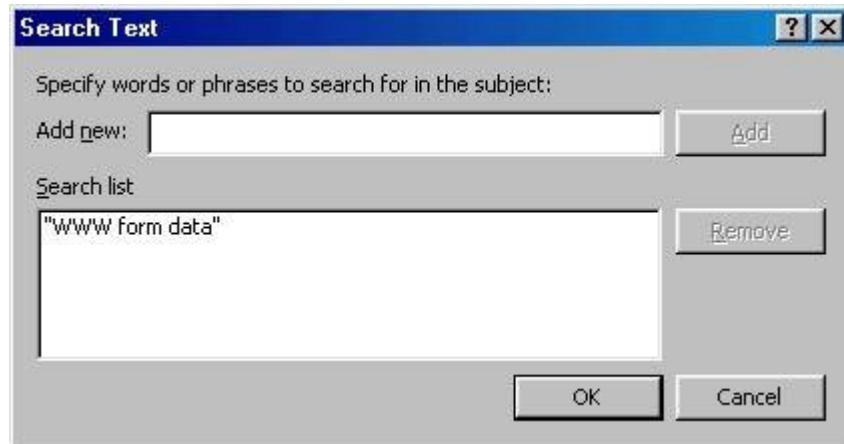 Search Text
Specify words or phrases to search for in the subject:
Add new:
Add
Search list
"WWW form data"
Remove
OK
Cancel